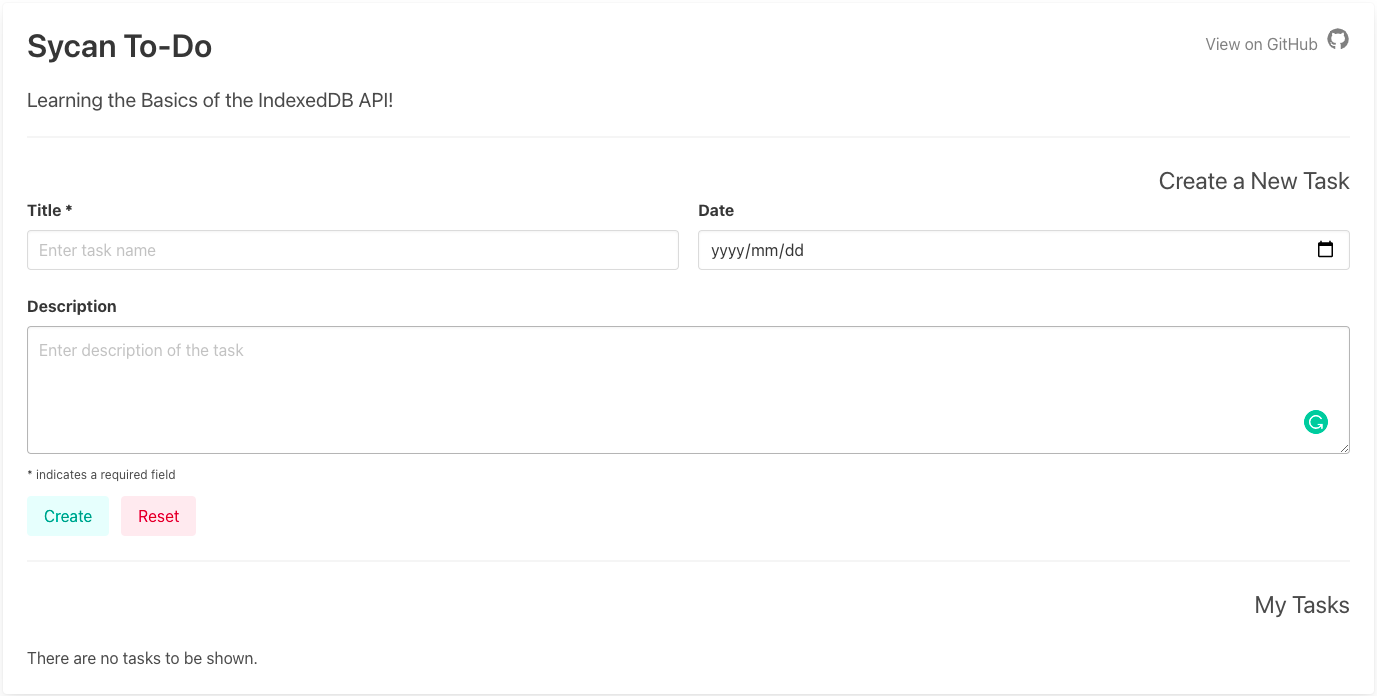 Sycan To-Do
View on GitHub
Learning the Basics of the IndexedDB API!
Create a New Task
Title *
Date
Enter task name
yyyy/mm/dd
Description
Enter description of the task
* indicates a required field
Create
Reset
My Tasks
There are no tasks to be shown.